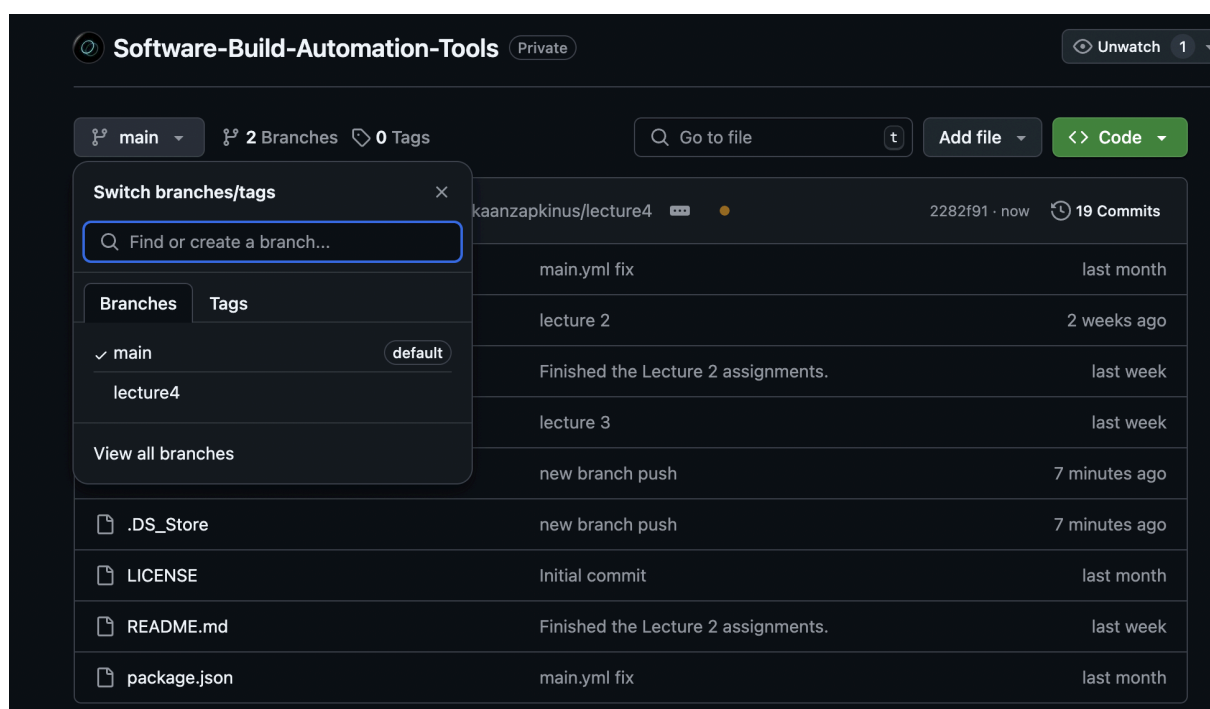 Software-Build-Automation-Tools Private
Unwatch 1
main 2 Branches 0 Tags
Go to file t
Add file
Code
Switch branches/tags
Find or create a branch...
Branches Tags
main default
lecture4
View all branches
kaanzapkinus/lecture4 2282f91 · now 19 Commits
main.yml fix last month
lecture 2 2 weeks ago
Finished the Lecture 2 assignments. last week
lecture 3 last week
new branch push 7 minutes ago
.DS_Store new branch push 7 minutes ago
LICENSE Initial commit last month
README.md Finished the Lecture 2 assignments. last week
package.json main.yml fix last month